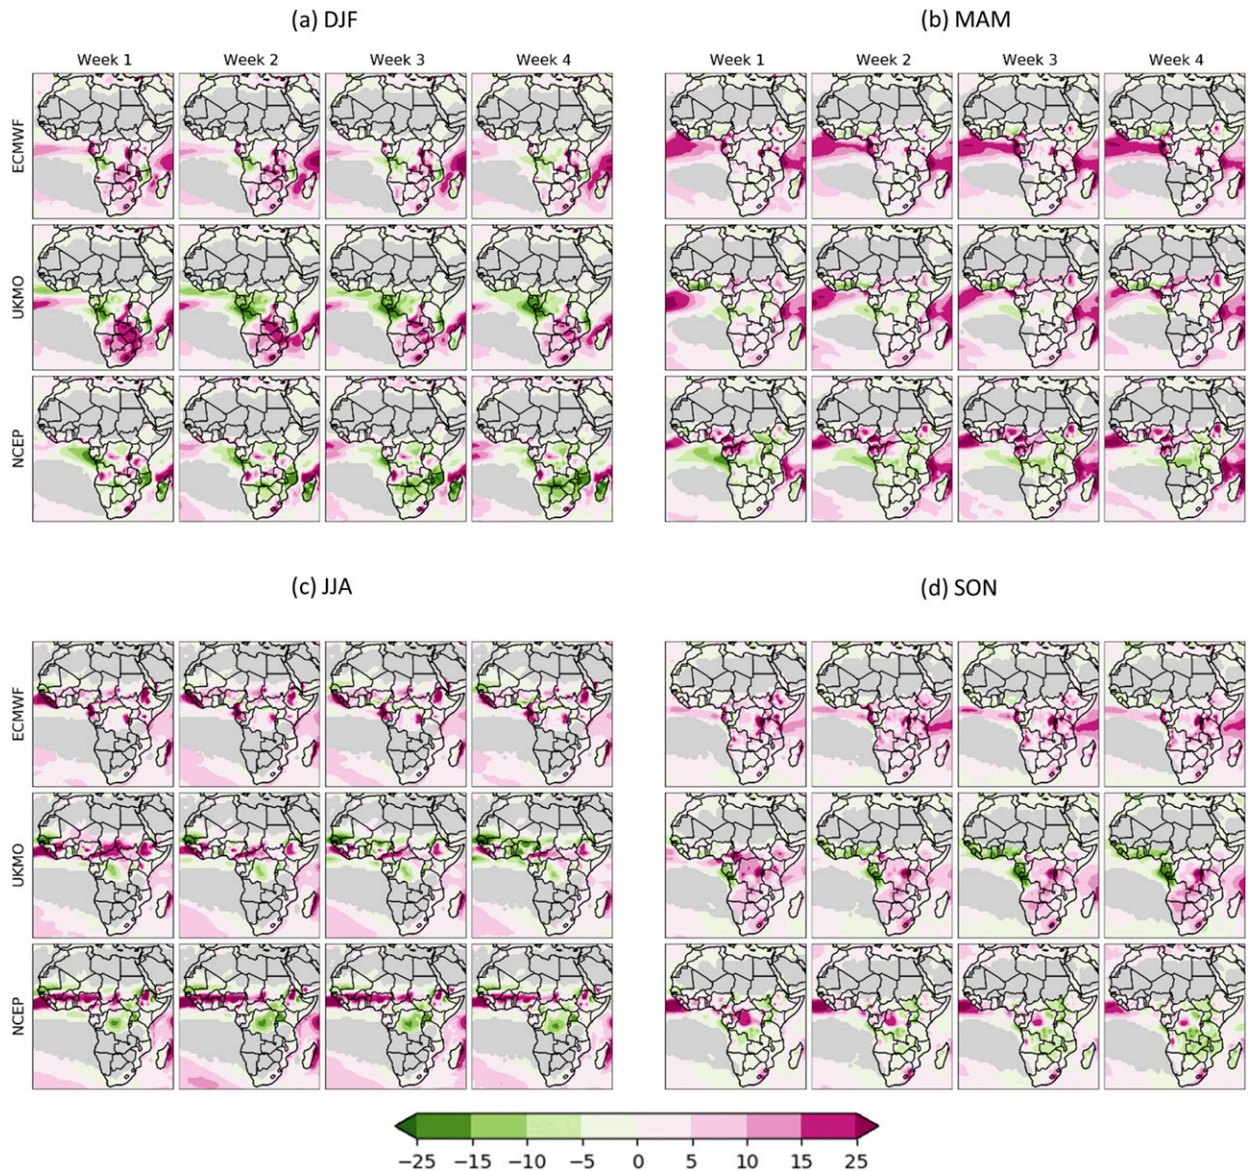 (a) DJF
(b) MAM
Week 1 Week 2 Week 3 Week 4
Week 1 Week 2 Week 3 Week 4
ECMWF
UKMO
NCEP
(c) JJA
(d) SON
ECMWF
UKMO
NCEP
−25 −15 −10 −5 0 5 10 15 25